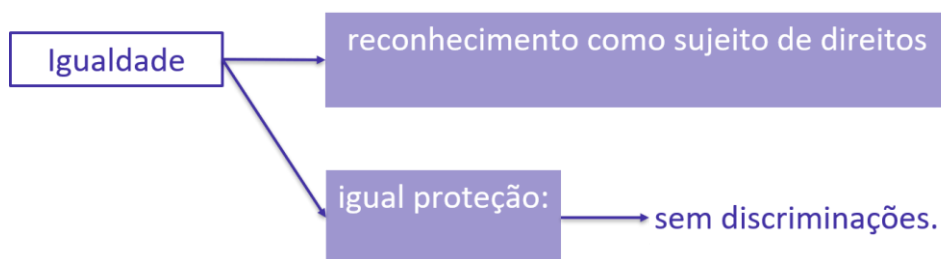 Igualdade
reconhecimento como sujeito de direitos
igual proteção:
sem discriminações.